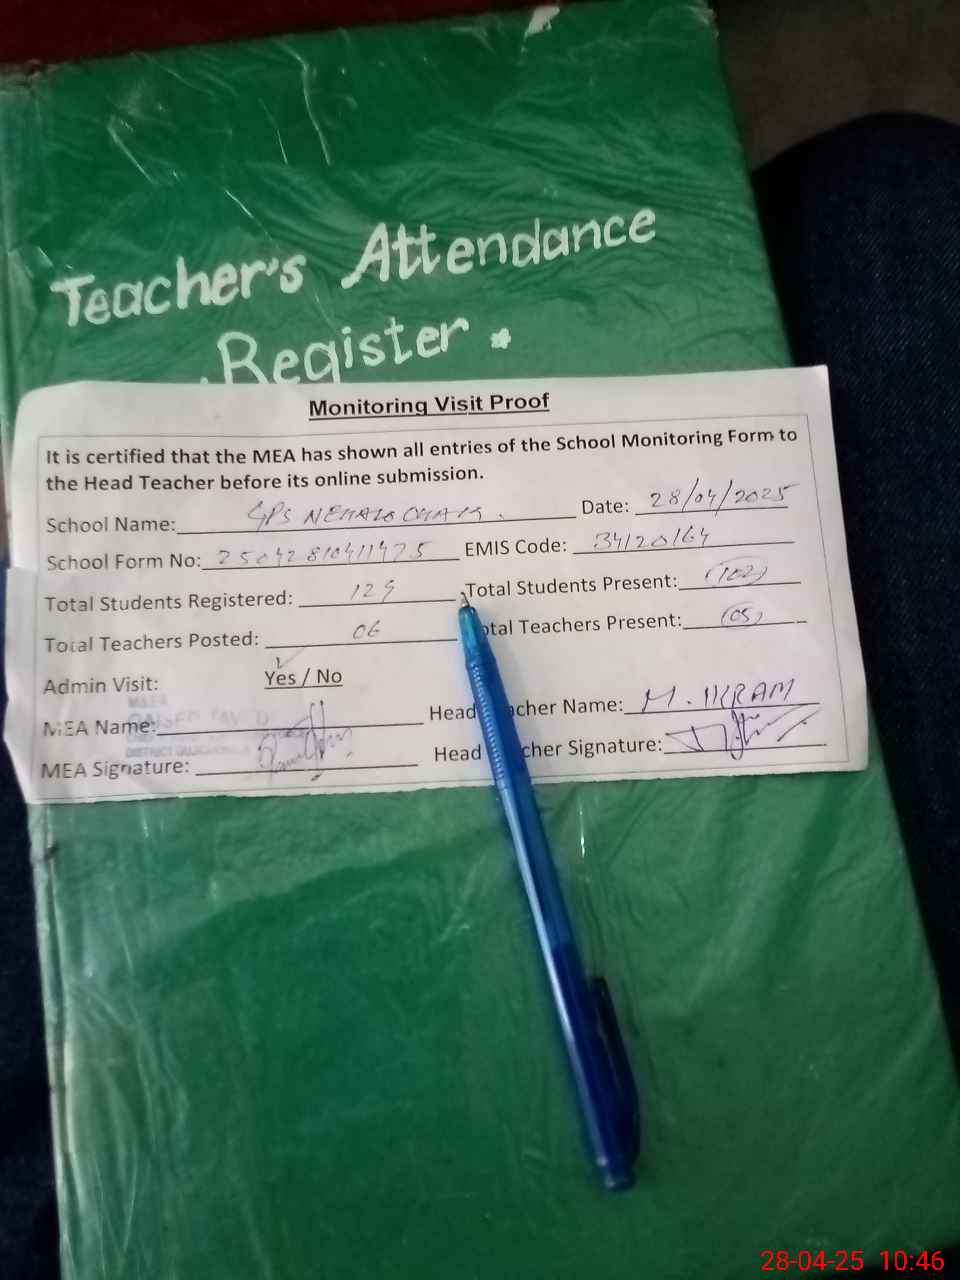 Teacher's Attendance
Register
Monitoring Visit Proof
It is certified that the MEA has shown all entries of the School Monitoring Form to
the Head Teacher before its online submission.
School Name: GPS Date: 28/04/2025
School Form No: EMIS Code: 34120164
Total Students Registered: 129 Total Students Present: (102)
Total Teachers Posted: 06 otal Teachers Present: (05)
Admin Visit: Yes / No
MEA Name: Head acher Name: M. IKRAM
MEA Signature: Head cher Signature:
28-04-25 10:46